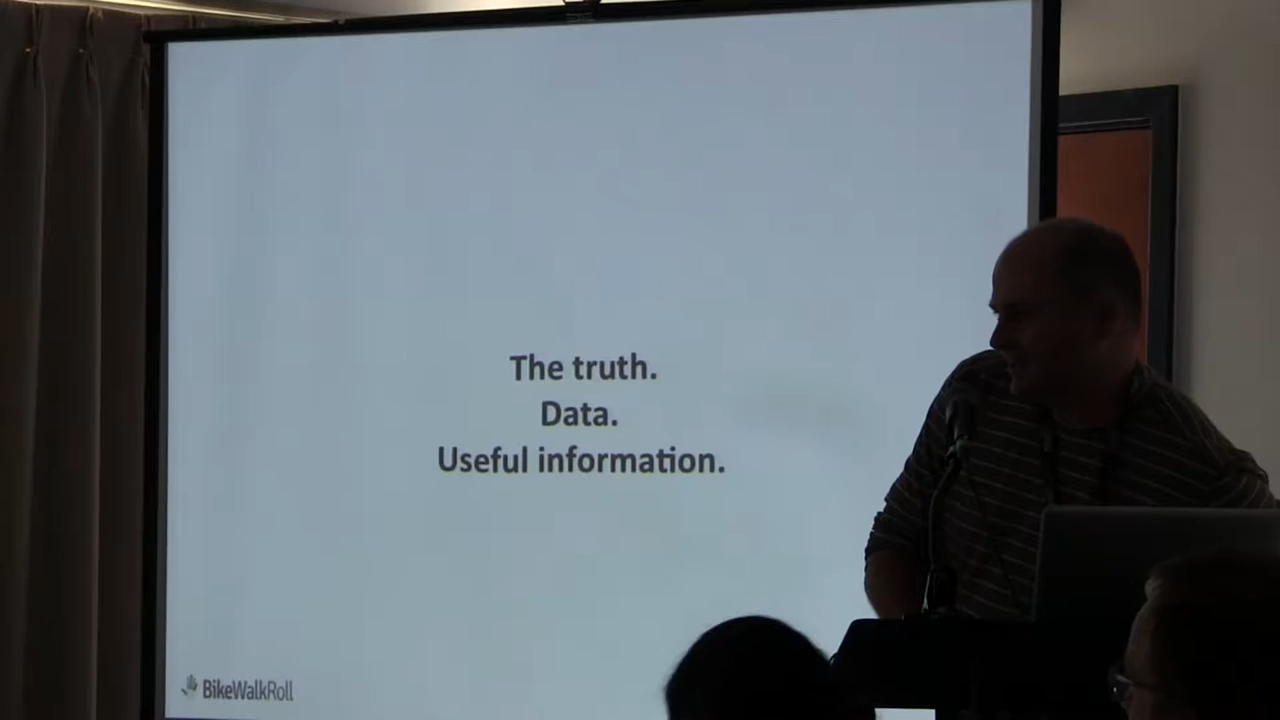 The truth.
Data.
Useful information.
BikeWalkRoll